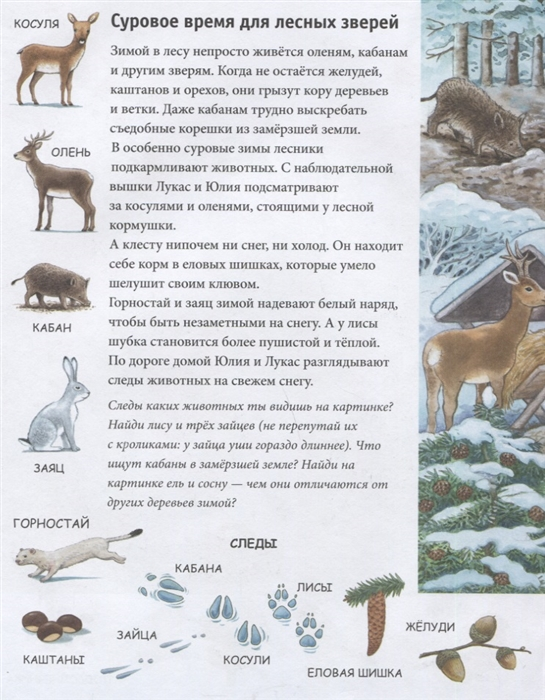 КОСУЛЯ
Суровое время для лесных зверей
Зимой в лесу непросто живётся оленям, кабанам
и другим зверям. Когда не остаётся желудей,
каштанов и орехов, они грызут кору деревьев
и ветки. Даже кабанам трудно выскребать
съедобные корешки из замёрзшей земли.
В особенно суровые зимы лесники
подкармливают животных. С наблюдательной
вышки Лукас и Юлия подсматривают
за косулями и оленями, стоящими у лесной
кормушки.
А клесту нипочем ни снег, ни холод. Он находит
себе корм в еловых шишках, которые умело
шелушит своим клювом.
Горностай и заяц зимой надевают белый наряд,
чтобы быть незаметными на снегу. А у лисы
шубка становится более пушистой и тёплой.
По дороге домой Юлия и Лукас разглядывают
следы животных на свежем снегу.
Следы каких животных ты видишь на картинке?
Найди лису и трёх зайцев (не перепутай их
с кроликами: у зайца уши гораздо длиннее). Что
ищут кабаны в замёрзшей земле? Найди на
картинке ель и сосну — чем они отличаются от
других деревьев зимой?
ОЛЕНЬ
КАБАН
ЗАЯЦ
ГОРНОСТАЙ
СЛЕДЫ
КАБАНА
ЛИСЫ
ЗАЙЦА
КОСУЛИ
КАШТАНЫ
ЕЛОВАЯ ШИШКА
ЖЁЛУДИ